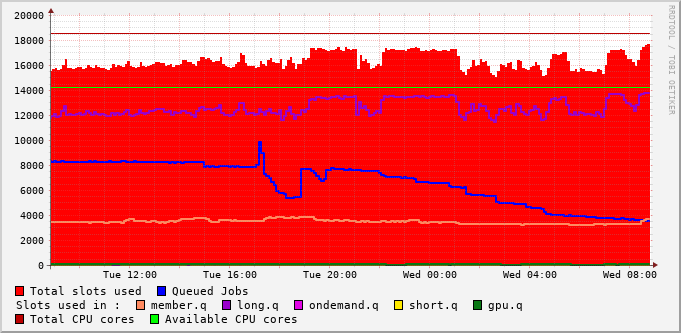 20000
18000
16000
14000
12000
10000
8000
6000
4000
2000
0
Tue 12:00 Tue 16:00 Tue 20:00 Wed 00:00 Wed 04:00 Wed 08:00
RRDTOOL / TOBI OETIKER
Total slots used Queued Jobs
Slots used in : member.q long.q ondemand.q short.q gpu.q
Total CPU cores Available CPU cores